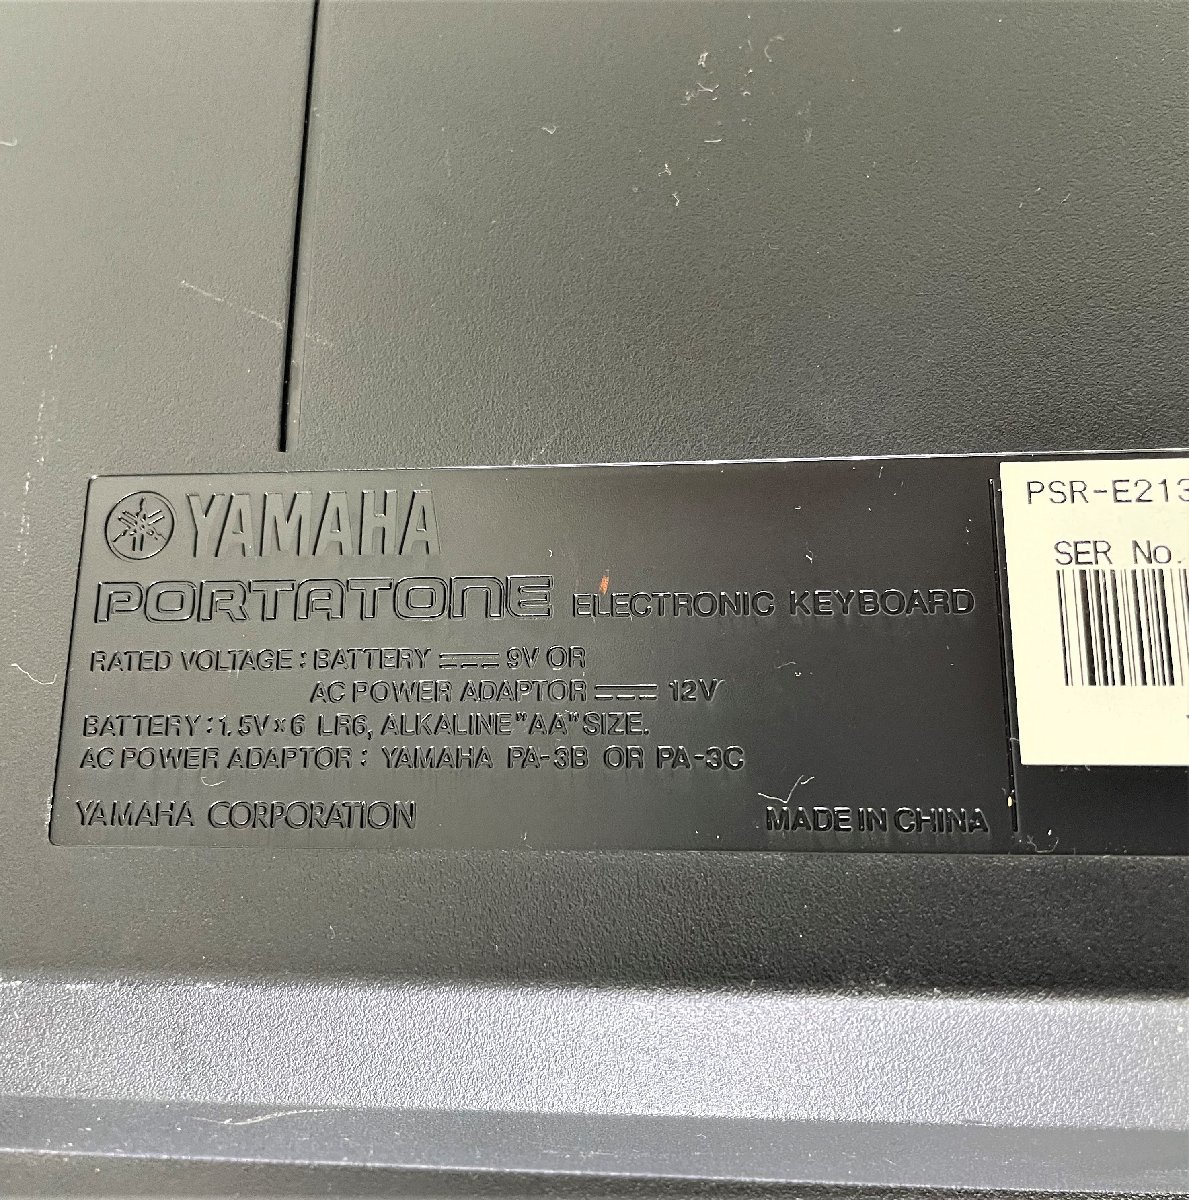 YAMAHA
PORTATONE ELECTRONIC KEYBOARD
RATED VOLTAGE : BATTERY ⎓ 9V OR
AC POWER ADAPTOR ⎓ 12V
BATTERY : 1.5V×6 LR6, ALKALINE "AA" SIZE.
AC POWER ADAPTOR : YAMAHA PA-3B OR PA-3C
YAMAHA CORPORATION
MADE IN CHINA
PSR-E213
SER No.